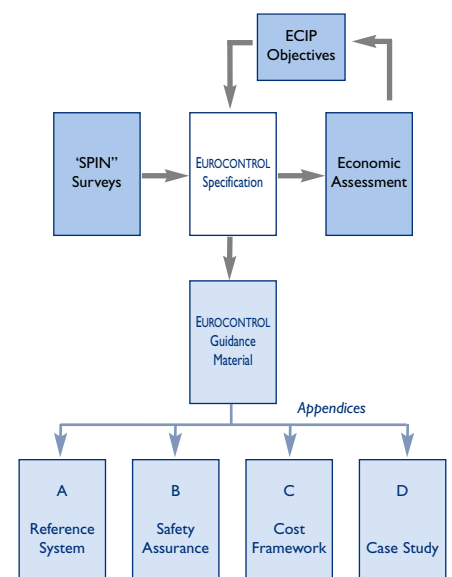 ECIP
Objectives
‘SPIN”
Surveys
EUROCONTROL
Specification
Economic
Assessment
EUROCONTROL
Guidance
Material
Appendices
A
Reference
System
B
Safety
Assurance
C
Cost
Framework
D
Case Study